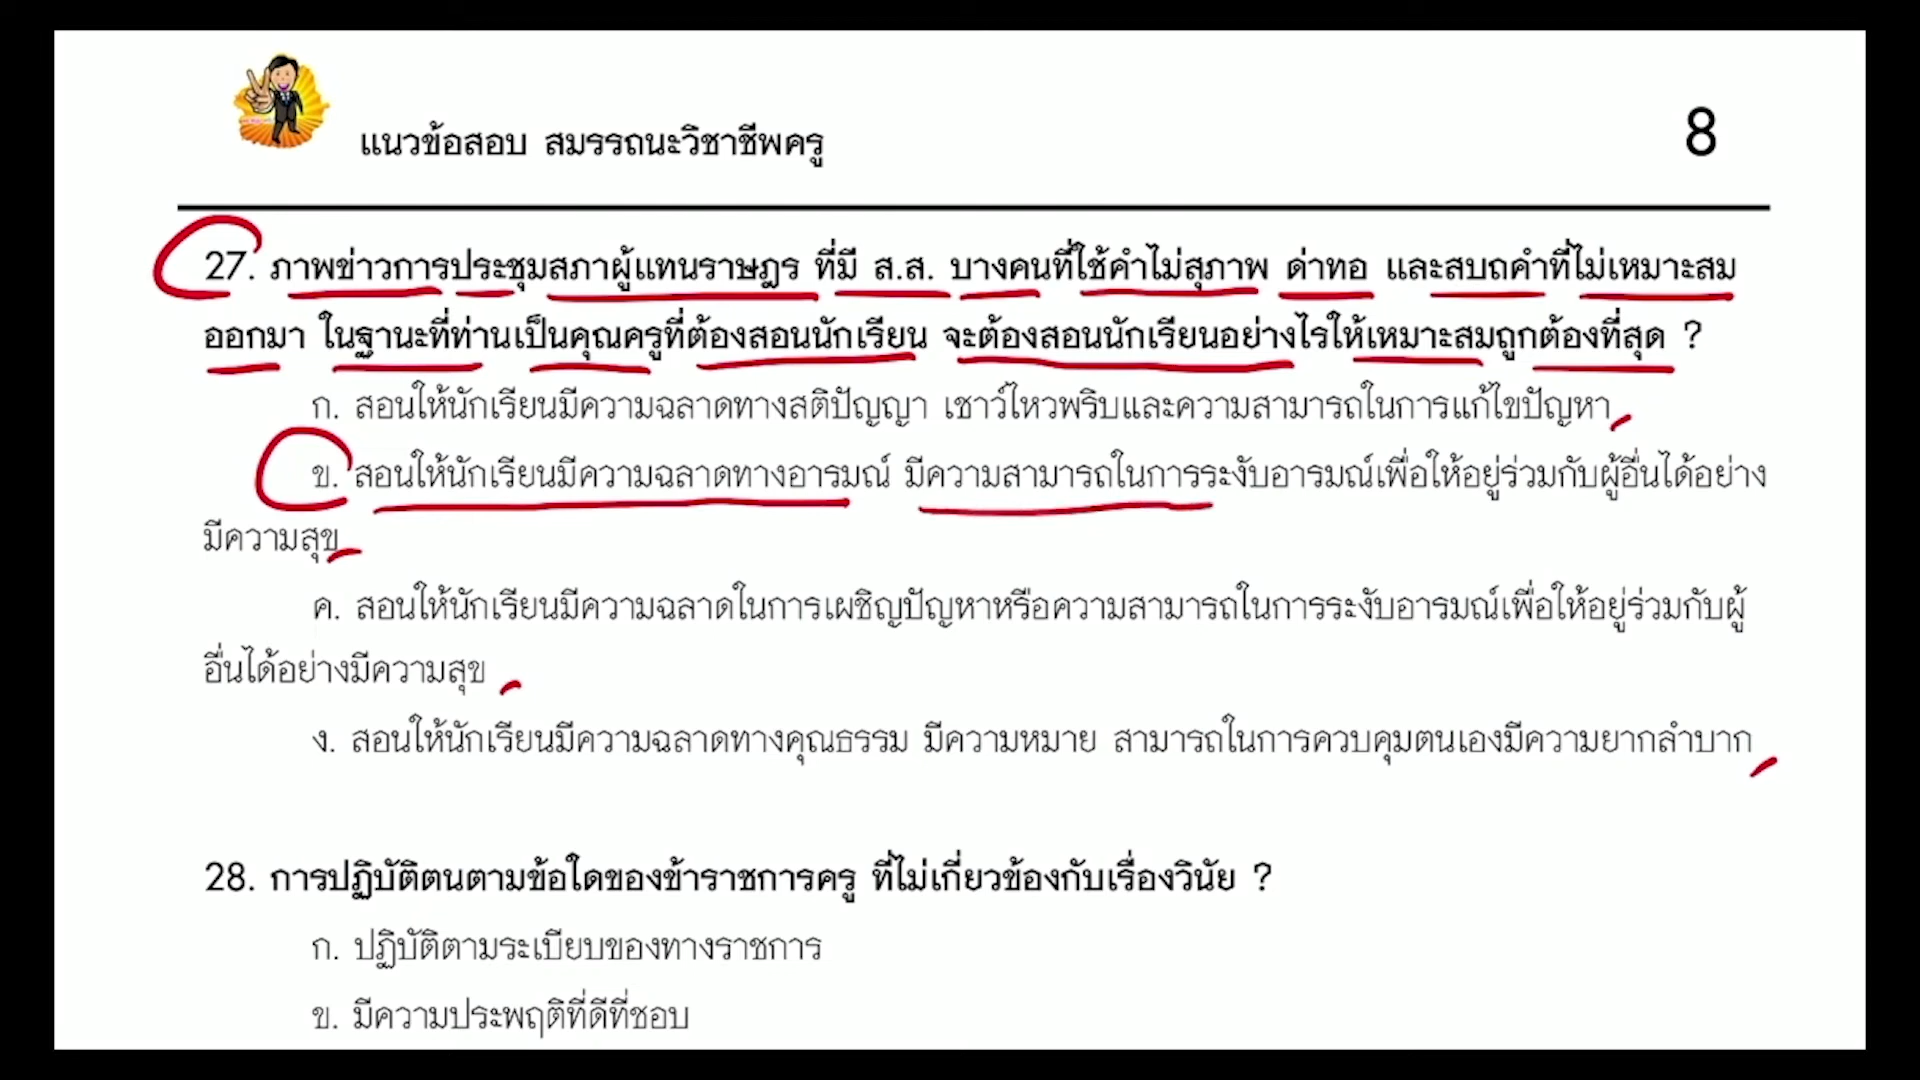 แนวข้อสอบ สมรรถนะวิชาชีพครู
8
27. ภาพข่าวการประชุมสภาผู้แทนราษฎร ที่มี ส.ส. บางคนที่ใช้คำไม่สุภาพ ด่าทอ และสบถคำที่ไม่เหมาะสม
ออกมา ในฐานะที่ท่านเป็นคุณครูที่ต้องสอนนักเรียน จะต้องสอนนักเรียนอย่างไรให้เหมาะสมถูกต้องที่สุด ?
ก. สอนให้นักเรียนมีความฉลาดทางสติปัญญา เชาว์ไหวพริบและความสามารถในการแก้ไขปัญหา
ข. สอนให้นักเรียนมีความฉลาดทางอารมณ์ มีความสามารถในการระงับอารมณ์เพื่อให้อยู่ร่วมกับผู้อื่นได้อย่าง
มีความสุข
ค. สอนให้นักเรียนมีความฉลาดในการเผชิญปัญหาหรือความสามารถในการระงับอารมณ์เพื่อให้อยู่ร่วมกับผู้
อื่นได้อย่างมีความสุข
ง. สอนให้นักเรียนมีความฉลาดทางคุณธรรม มีความหมาย สามารถในการควบคุมตนเองมีความยากลำบาก
28. การปฏิบัติตนตามข้อใดของข้าราชการครู ที่ไม่เกี่ยวข้องกับเรื่องวินัย ?
ก. ปฏิบัติตามระเบียบของทางราชการ
ข. มีความประพฤติที่ดีที่ชอบ